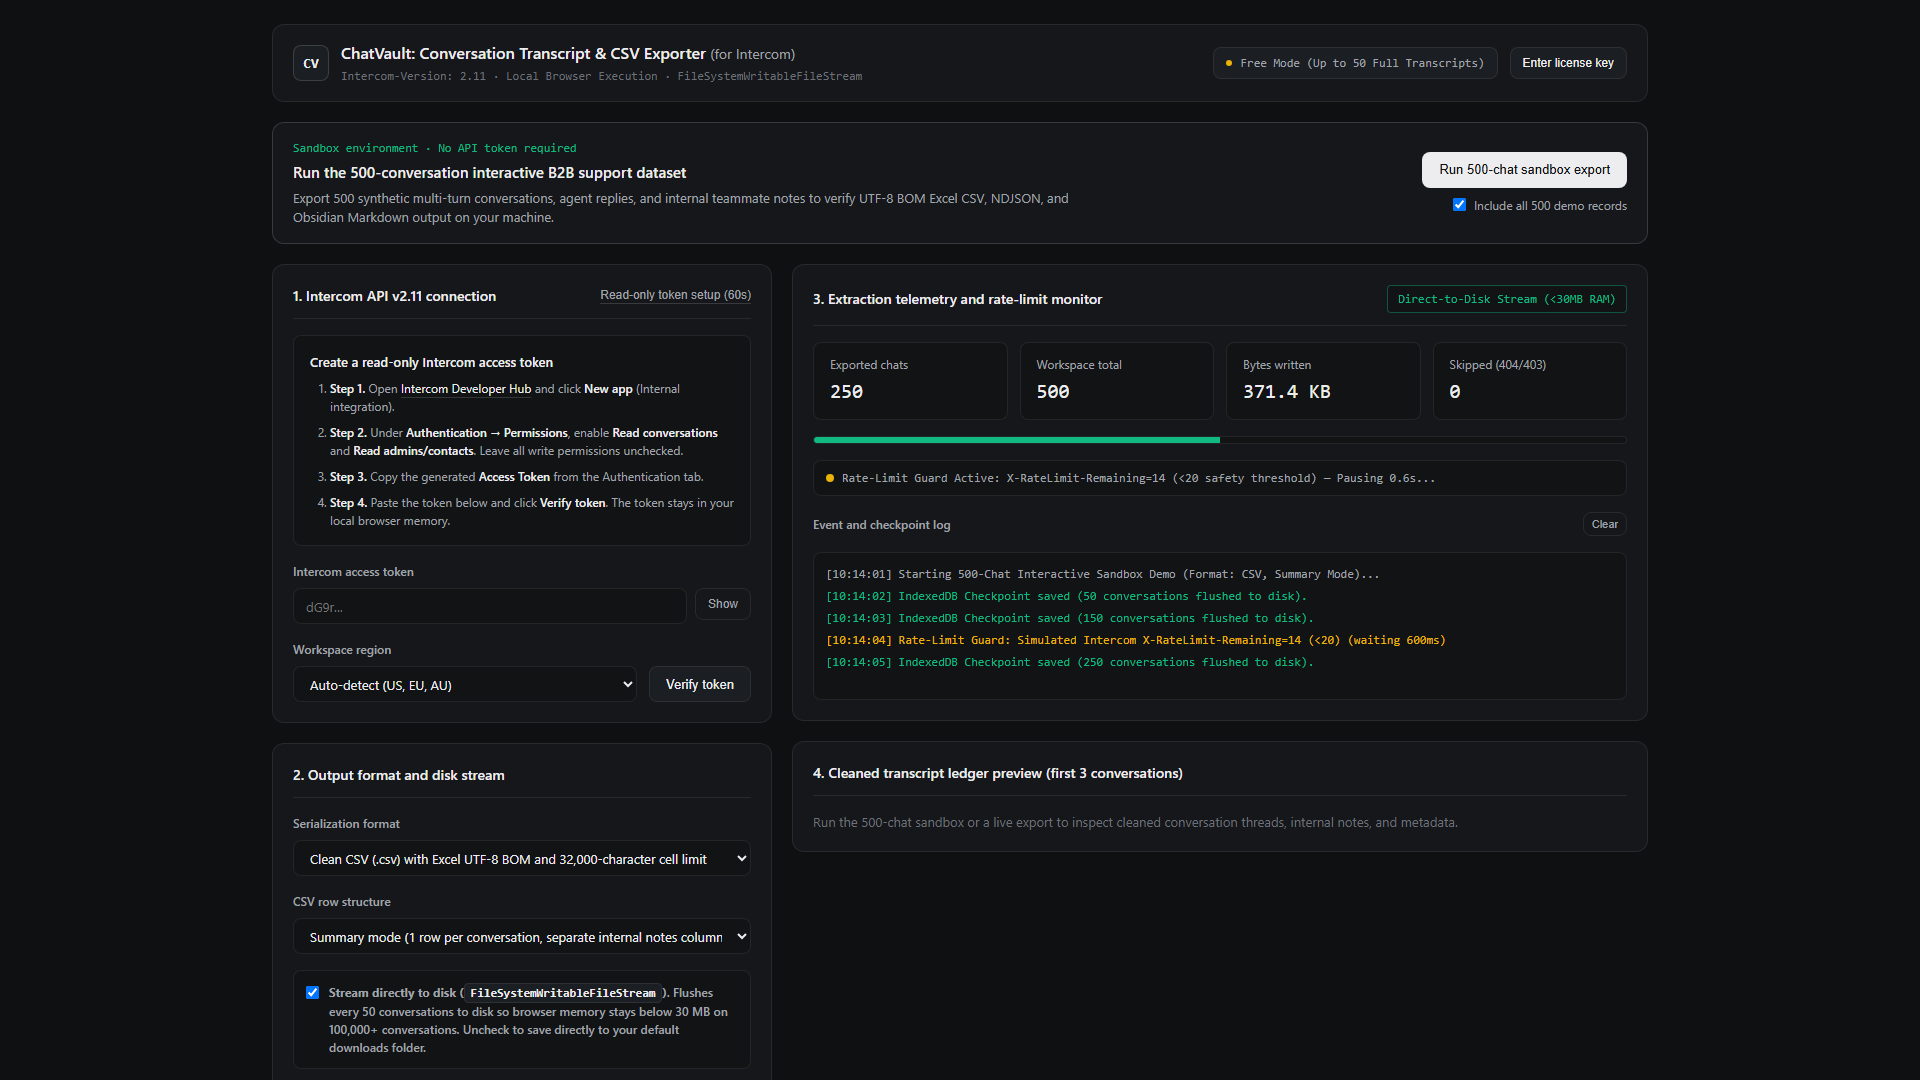 CV
ChatVault: Conversation Transcript & CSV Exporter (for Intercom)
Intercom-Version: 2.11 · Local Browser Execution · FileSystemWritableFileStream
Free Mode (Up to 50 Full Transcripts)
Enter license key
Sandbox environment · No API token required
Run the 500-conversation interactive B2B support dataset
Export 500 synthetic multi-turn conversations, agent replies, and internal teammate notes to verify UTF-8 BOM Excel CSV, NDJSON, and
Obsidian Markdown output on your machine.
Run 500-chat sandbox export
Include all 500 demo records
1. Intercom API v2.11 connection
Read-only token setup (60s)
Create a read-only Intercom access token
1. Step 1. Open Intercom Developer Hub and click New app (Internal
integration).
2. Step 2. Under Authentication → Permissions, enable Read conversations
and Read admins/contacts. Leave all write permissions unchecked.
3. Step 3. Copy the generated Access Token from the Authentication tab.
4. Step 4. Paste the token below and click Verify token. The token stays in your
local browser memory.
Intercom access token
dG9r...
Show
Workspace region
Auto-detect (US, EU, AU)
Verify token
2. Output format and disk stream
Serialization format
Clean CSV (.csv) with Excel UTF-8 BOM and 32,000-character cell limit
CSV row structure
Summary mode (1 row per conversation, separate internal notes column
Stream directly to disk (FileSystemWritableFileStream). Flushes
every 50 conversations to disk so browser memory stays below 30 MB on
100,000+ conversations. Uncheck to save directly to your default
downloads folder.
3. Extraction telemetry and rate-limit monitor
Direct-to-Disk Stream (<30MB RAM)
Exported chats
250
Workspace total
500
Bytes written
371.4 KB
Skipped (404/403)
0
Rate-Limit Guard Active: X-RateLimit-Remaining=14 (<20 safety threshold) — Pausing 0.6s...
Event and checkpoint log
Clear
[10:14:01] Starting 500-Chat Interactive Sandbox Demo (Format: CSV, Summary Mode)...
[10:14:02] IndexedDB Checkpoint saved (50 conversations flushed to disk).
[10:14:03] IndexedDB Checkpoint saved (150 conversations flushed to disk).
[10:14:04] Rate-Limit Guard: Simulated Intercom X-RateLimit-Remaining=14 (<20) (waiting 600ms)
[10:14:05] IndexedDB Checkpoint saved (250 conversations flushed to disk).
4. Cleaned transcript ledger preview (first 3 conversations)
Run the 500-chat sandbox or a live export to inspect cleaned conversation threads, internal notes, and metadata.